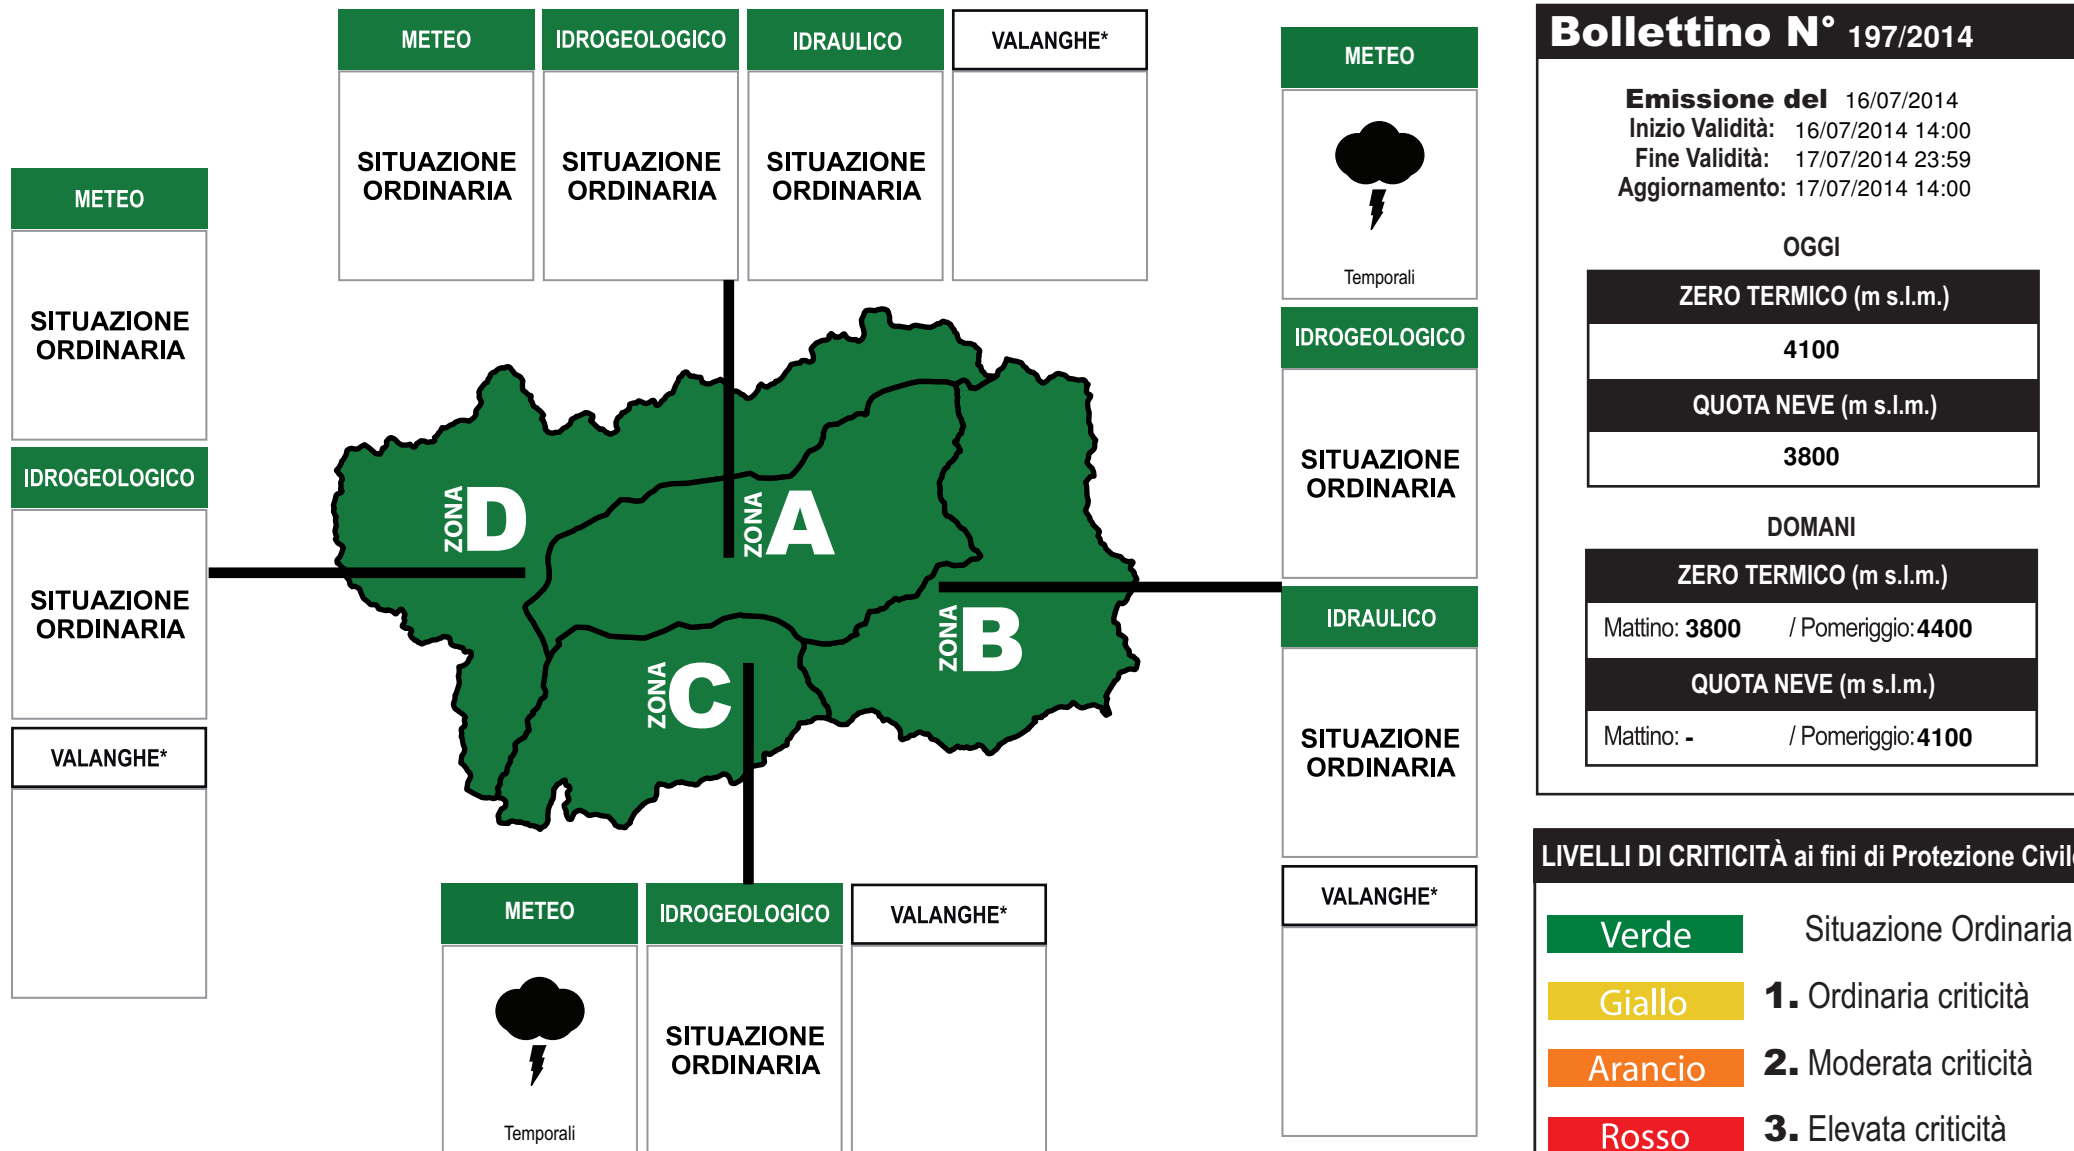 METEO
IDROGEOLOGICO
IDRAULICO
VALANGHE*
SITUAZIONE
ORDINARIA
SITUAZIONE
ORDINARIA
SITUAZIONE
ORDINARIA
METEO
SITUAZIONE
ORDINARIA
IDROGEOLOGICO
SITUAZIONE
ORDINARIA
VALANGHE*
ZONA D
ZONA A
ZONA B
ZONA C
METEO
Temporali
IDROGEOLOGICO
SITUAZIONE
ORDINARIA
IDRAULICO
SITUAZIONE
ORDINARIA
VALANGHE*
METEO
IDROGEOLOGICO
VALANGHE*
Temporali
SITUAZIONE
ORDINARIA
Bollettino N° 197/2014
Emissione del 16/07/2014
Inizio Validità: 16/07/2014 14:00
Fine Validità: 17/07/2014 23:59
Aggiornamento: 17/07/2014 14:00
OGGI
ZERO TERMICO (m s.l.m.)
4100
QUOTA NEVE (m s.l.m.)
3800
DOMANI
ZERO TERMICO (m s.l.m.)
Mattino: 3800 / Pomeriggio: 4400
QUOTA NEVE (m s.l.m.)
Mattino: - / Pomeriggio: 4100
LIVELLI DI CRITICITÀ ai fini di Protezione Civile
Verde Situazione Ordinaria
Giallo 1. Ordinaria criticità
Arancio 2. Moderata criticità
Rosso 3. Elevata criticità